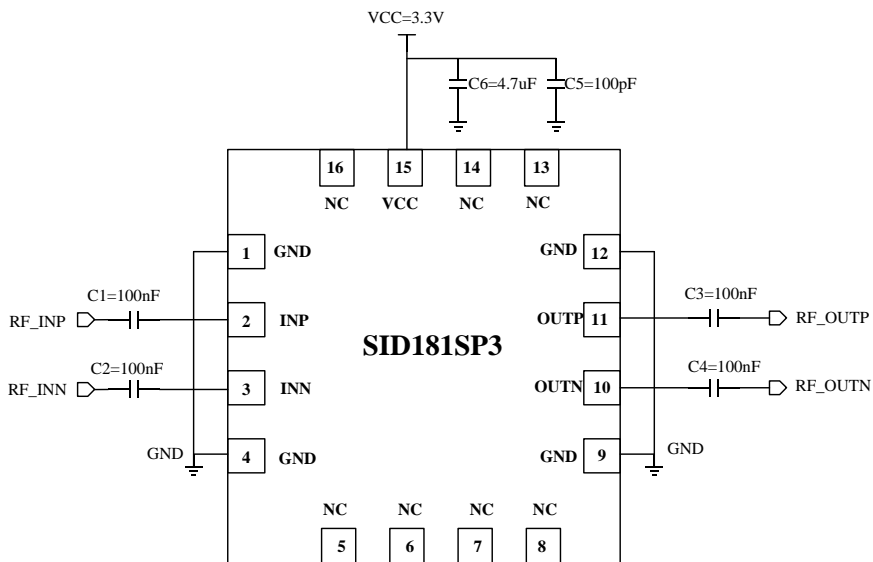 VCC=3.3V
C6=4.7uF C5=100pF
16 15 14 13
NC VCC NC NC
1 GND GND 12
C1=100nF C3=100nF
RF_INP 2 INP OUTP 11 RF_OUTP
SID181SP3
C2=100nF C4=100nF
RF_INN 3 INN OUTN 10 RF_OUTN
GND 4 GND GND 9 GND
NC NC NC NC
5 6 7 8